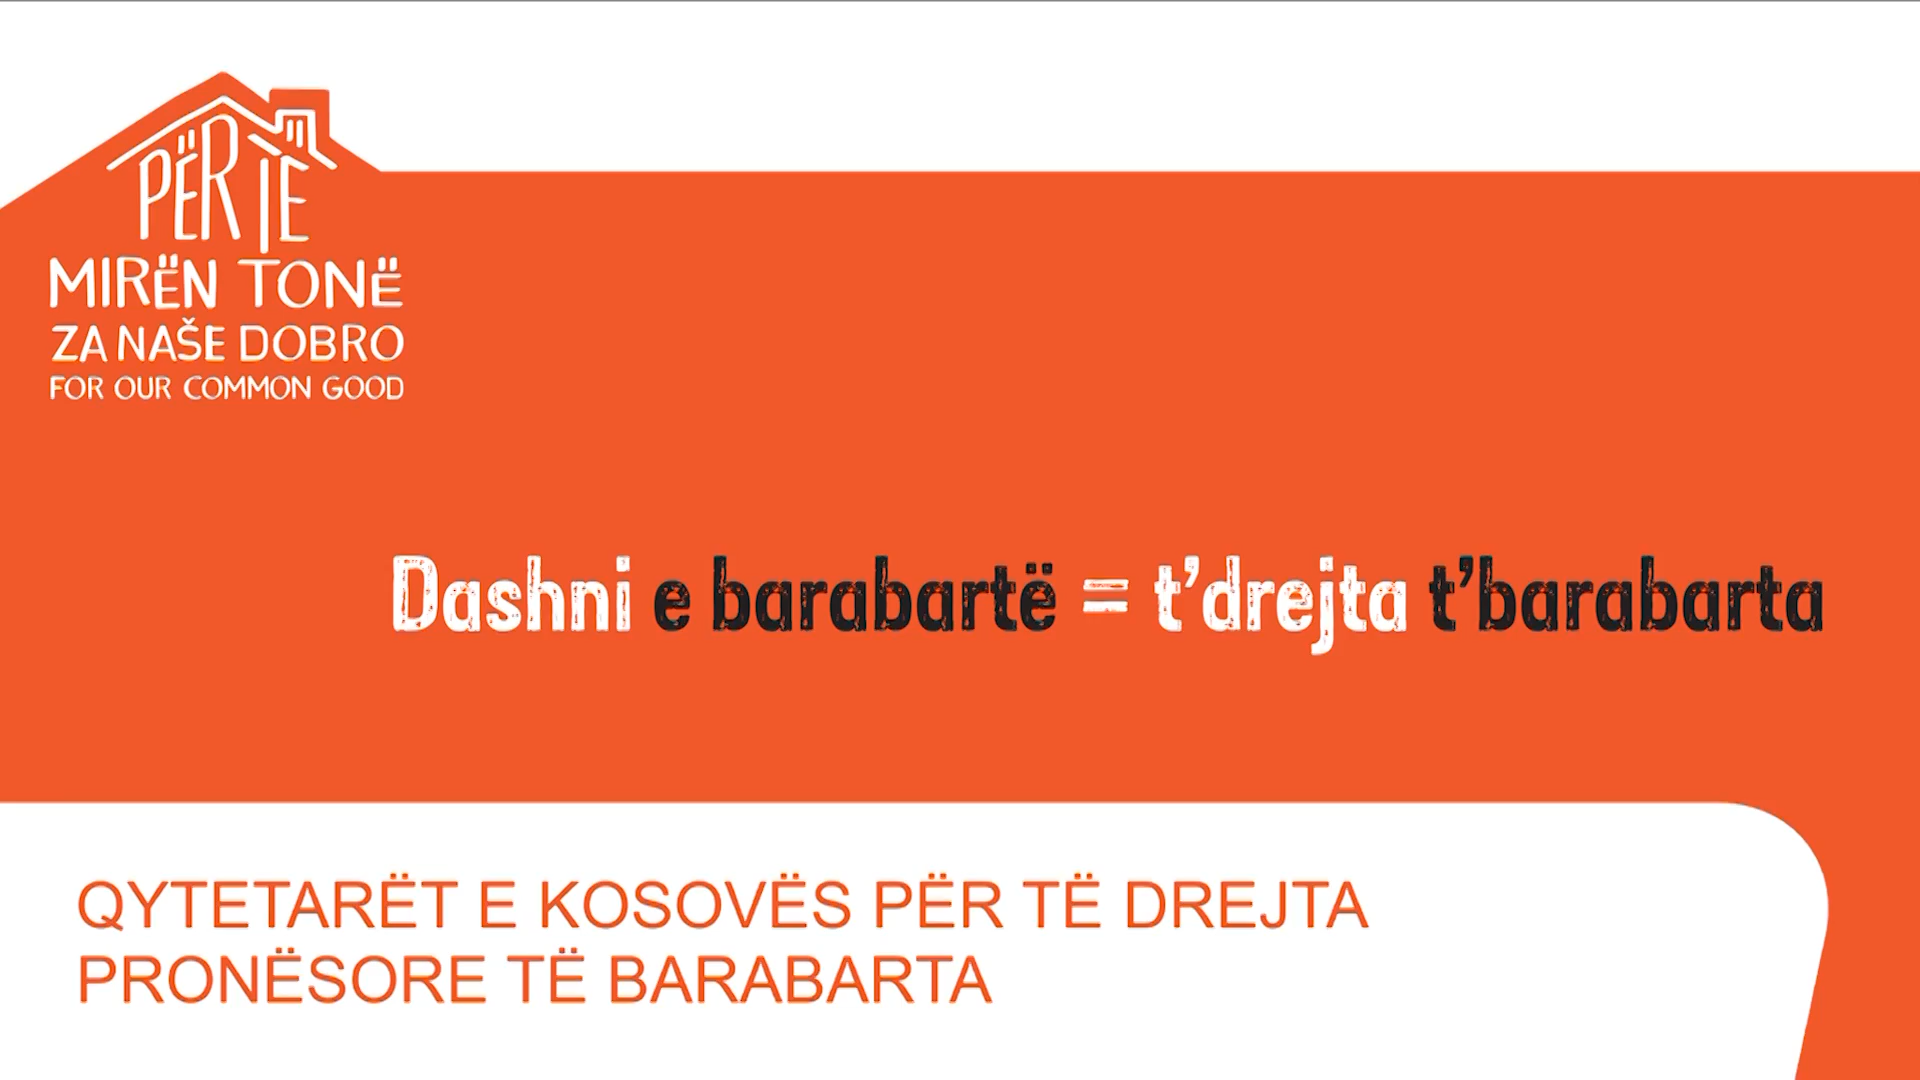 PËR TË
MIRËN TONË
ZA NAŠE DOBRO
FOR OUR COMMON GOOD
Dashni e barabartë = t’drejta t’barabarta
QYTETARËT E KOSOVËS PËR TË DREJTA
PRONËSORE TË BARABARTA